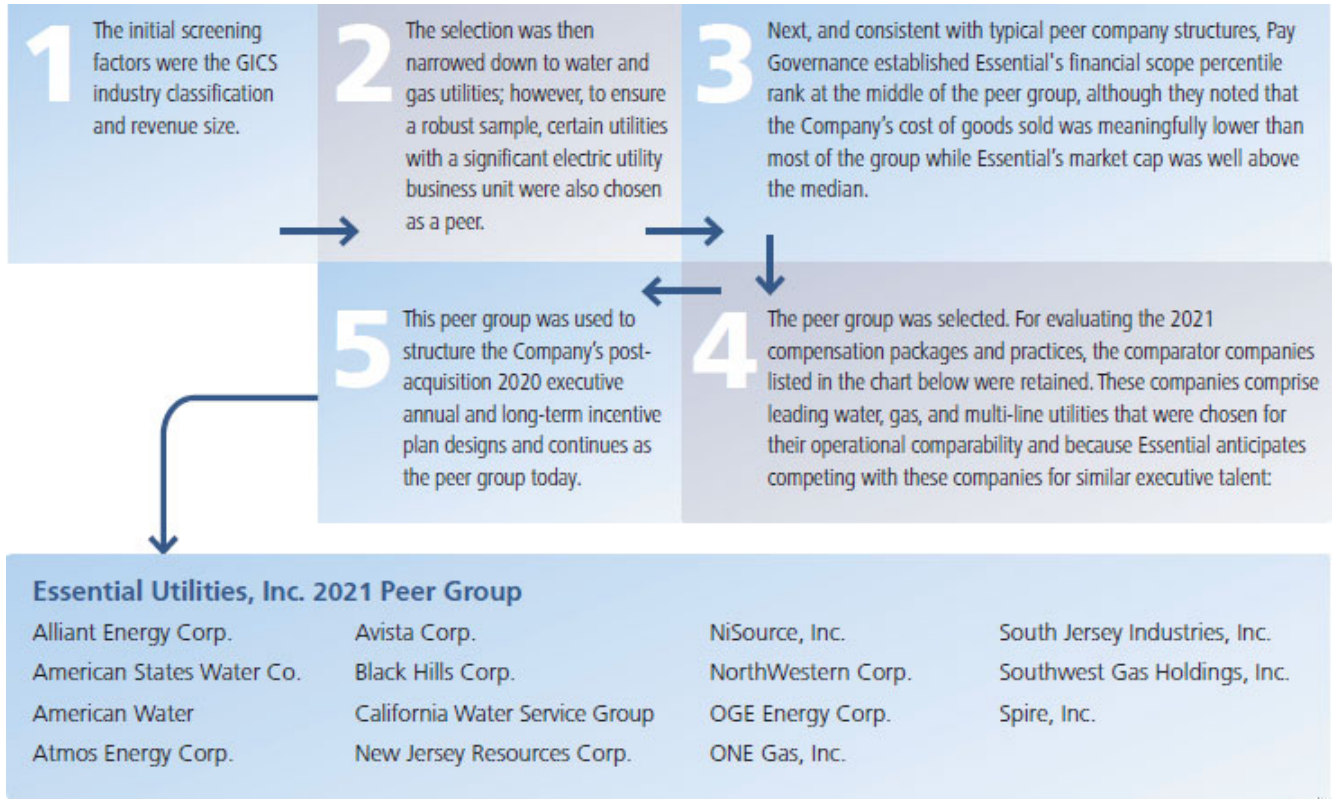 1
The initial screening
factors were the GICS
industry classification
and revenue size.
2
The selection was then
narrowed down to water and
gas utilities; however, to ensure
a robust sample, certain utilities
with a significant electric utility
business unit were also chosen
as a peer.
3
Next, and consistent with typical peer company structures, Pay
Governance established Essential's financial scope percentile
rank at the middle of the peer group, although they noted that
the Company's cost of goods sold was meaningfully lower than
most of the group while Essential's market cap was well above
the median.
4
The peer group was selected. For evaluating the 2021
compensation packages and practices, the comparator companies
listed in the chart below were retained. These companies comprise
leading water, gas, and multi-line utilities that were chosen for
their operational comparability and because Essential anticipates
competing with these companies for similar executive talent:
5
This peer group was used to
structure the Company's post-
acquisition 2020 executive
annual and long-term incentive
plan designs and continues as
the peer group today.
Essential Utilities, Inc. 2021 Peer Group
Alliant Energy Corp.
American States Water Co.
American Water
Atmos Energy Corp.
Avista Corp.
Black Hills Corp.
California Water Service Group
New Jersey Resources Corp.
NiSource, Inc.
NorthWestern Corp.
OGE Energy Corp.
ONE Gas, Inc.
South Jersey Industries, Inc.
Southwest Gas Holdings, Inc.
Spire, Inc.